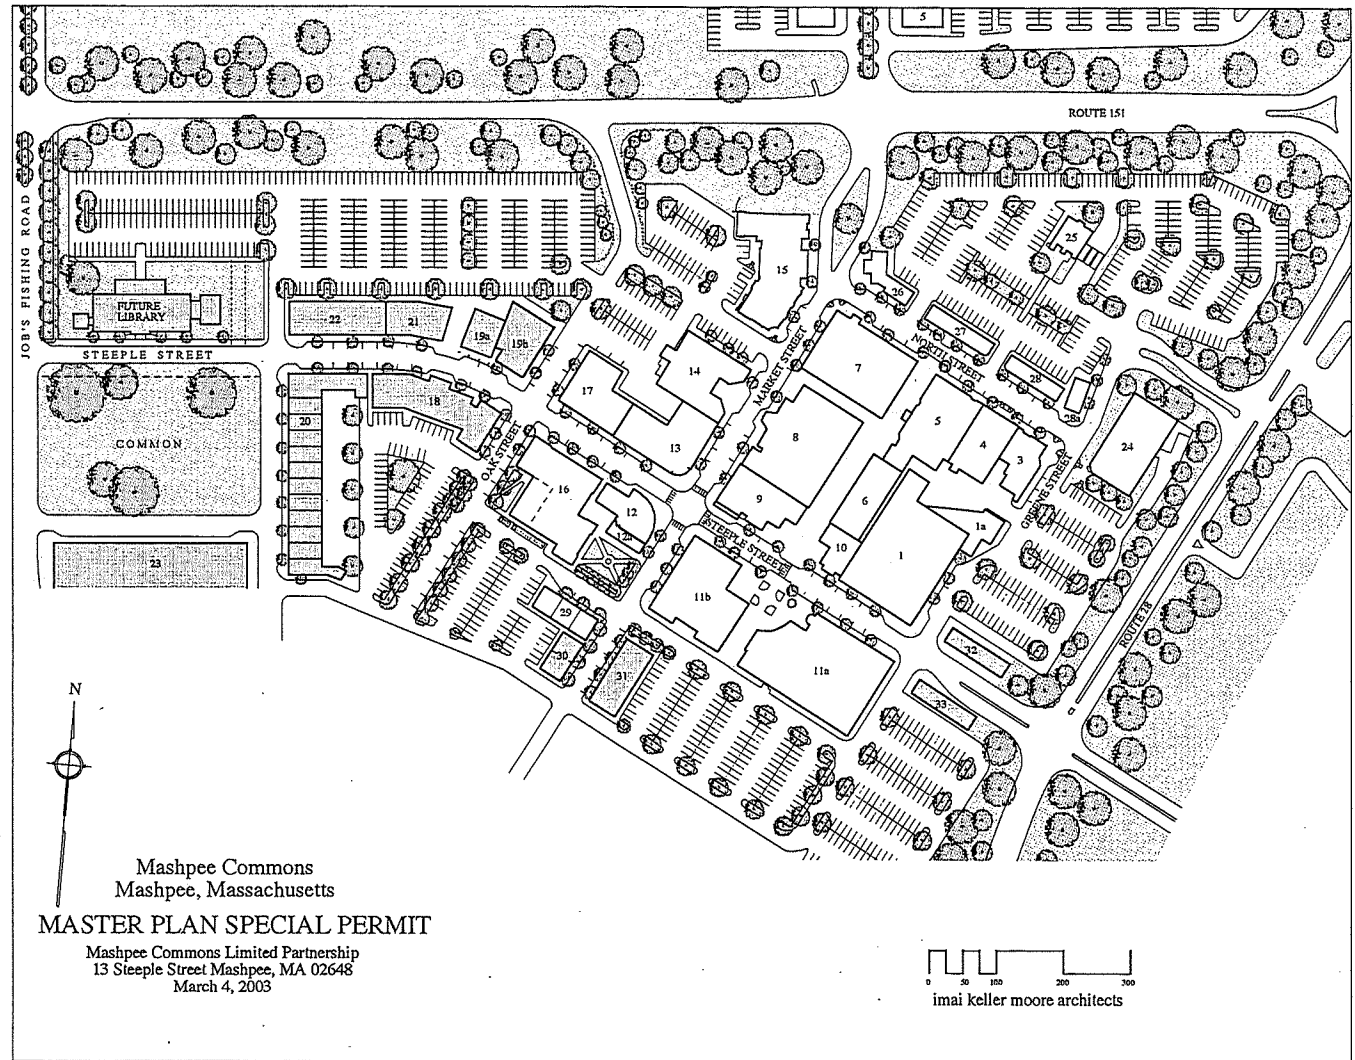 5
ROUTE 151
JOB'S FISHING ROAD
25
15
26
FUTURE
LIBRARY
22
21
19a
19b
27
NORTH STREET
MARKET STREET
STEEPLE STREET
7
14
28
28a
17
18
20
5
4
3
24
COMMON
OAK STREET
13
8
GREENE STREET
16
9
6
12
12a
1a
STEEPLE STREET
10
1
23
11b
29
ROUTE 28
30
31
32
11a
33
N
Mashpee Commons
Mashpee, Massachusetts
MASTER PLAN SPECIAL PERMIT
Mashpee Commons Limited Partnership
13 Steeple Street Mashpee, MA 02648
March 4, 2003
0 50 100 200 300
imai keller moore architects